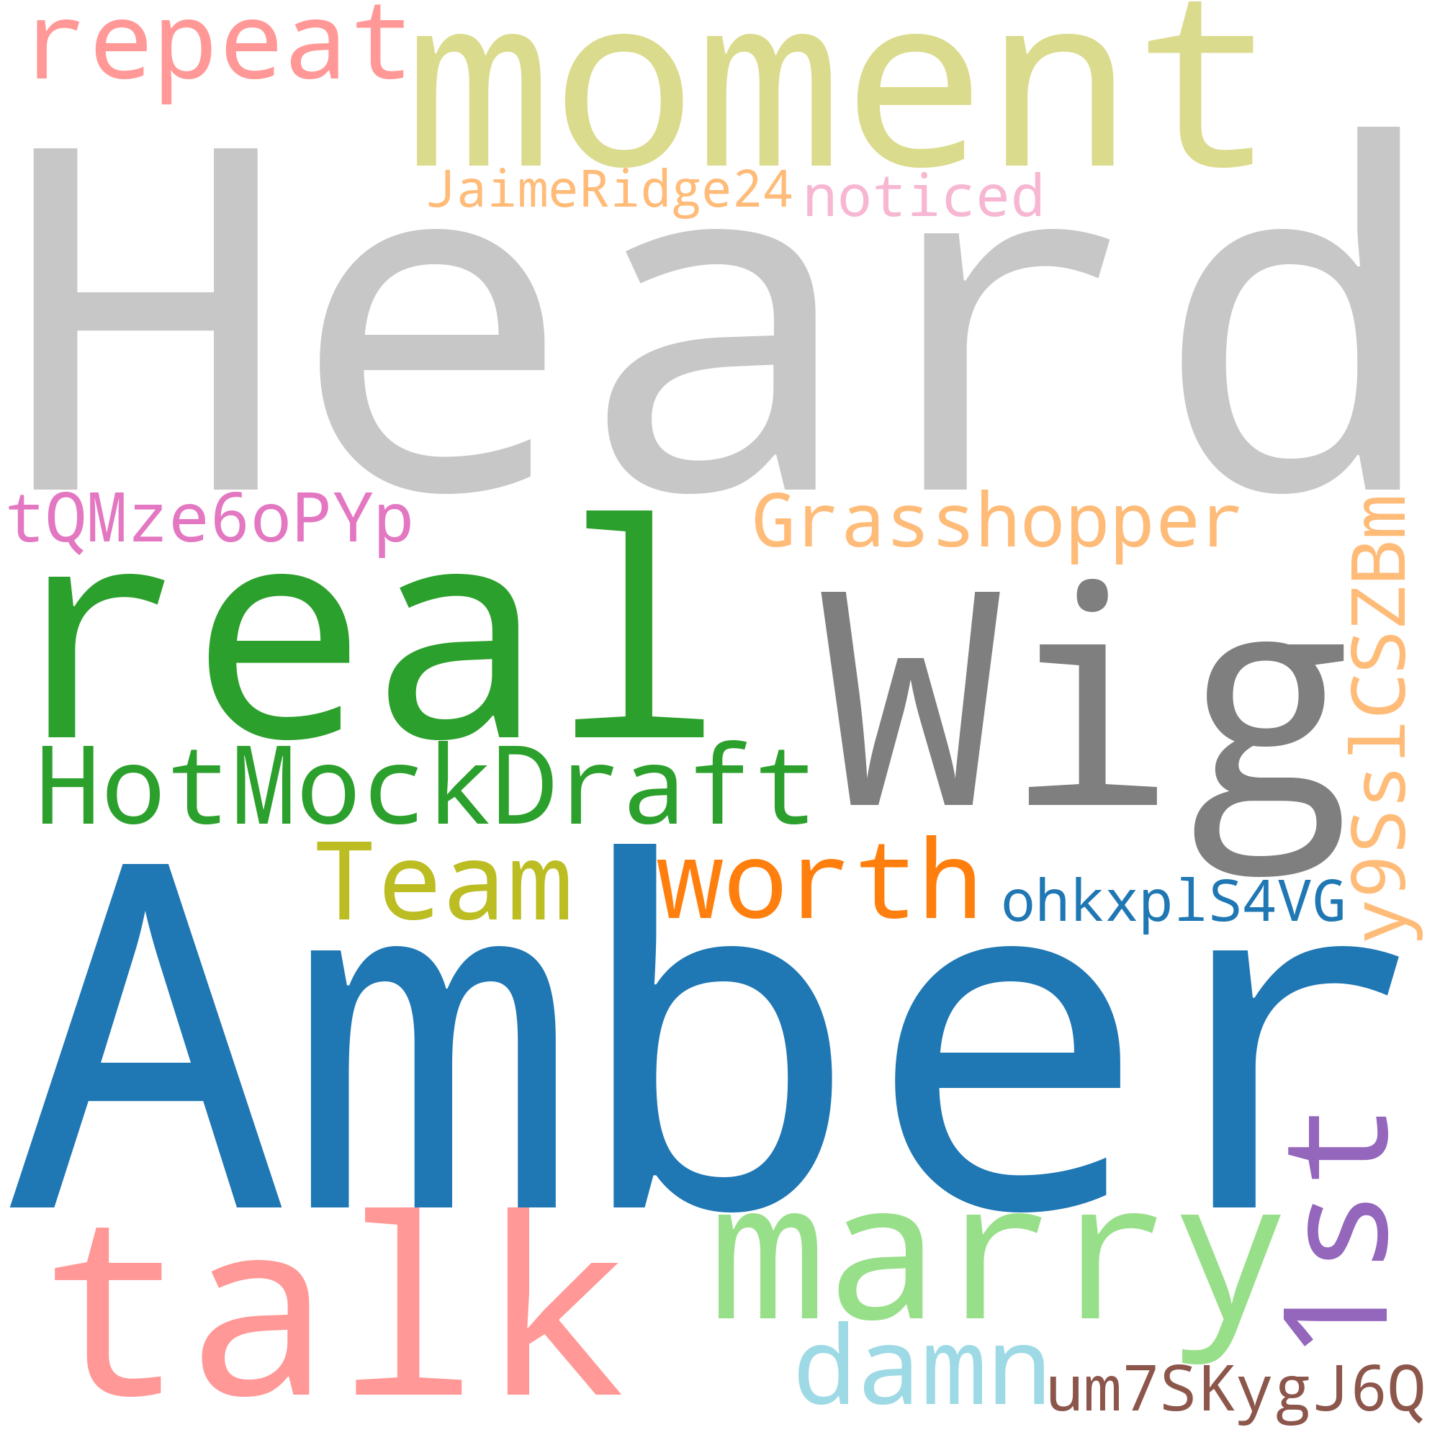 repeat
moment
JaimeRidge24
noticed
Heard
tQMze6oPYp
Grasshopper
y9SslCSZBm
real
Wig
HotMockDraft
Team
worth
ohkxplS4VG
Amber
1st
talk
marry
damn
um7SKygJ6Q